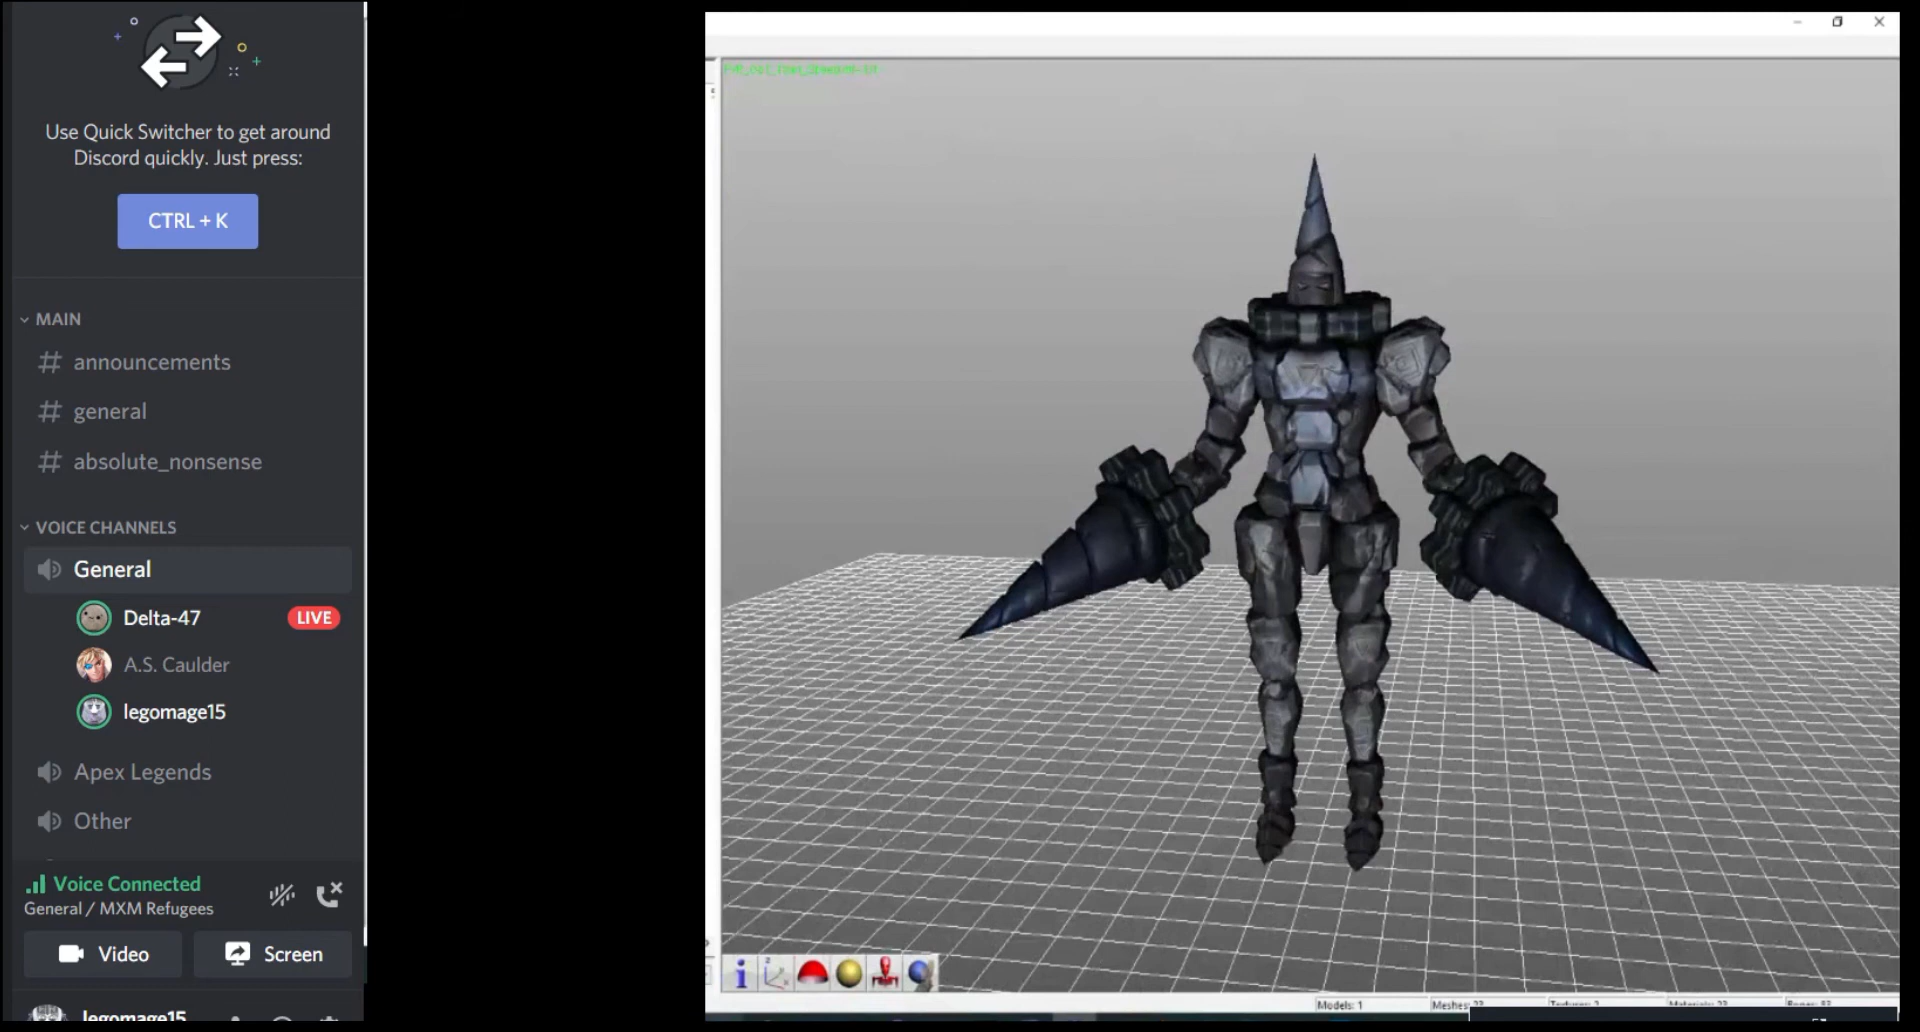 Use Quick Switcher to get around
Discord quickly. Just press:
CTRL + K
MAIN
announcements
general
absolute_nonsense
VOICE CHANNELS
General
Delta-47
LIVE
A.S. Caulder
legomage15
Apex Legends
Other
Voice Connected
General / MXM Refugees
Video
Screen
legomage15
Models: 1
Meshes: